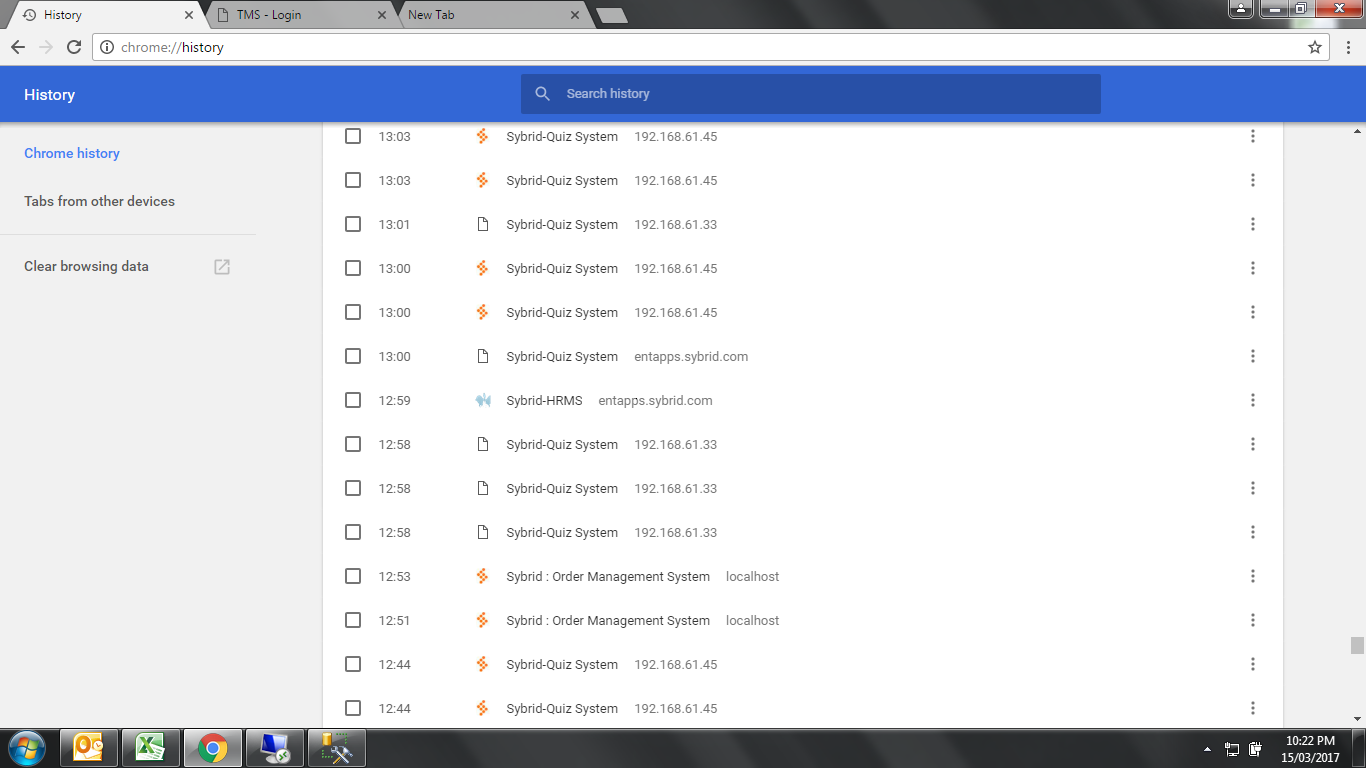 History
TMS - Login
New Tab
chrome://history
History
Search history
Chrome history
Tabs from other devices
Clear browsing data
13:03 Sybrid-Quiz System 192.168.61.45
13:03 Sybrid-Quiz System 192.168.61.45
13:01 Sybrid-Quiz System 192.168.61.33
13:00 Sybrid-Quiz System 192.168.61.45
13:00 Sybrid-Quiz System 192.168.61.45
13:00 Sybrid-Quiz System entapps.sybrid.com
12:59 Sybrid-HRMS entapps.sybrid.com
12:58 Sybrid-Quiz System 192.168.61.33
12:58 Sybrid-Quiz System 192.168.61.33
12:58 Sybrid-Quiz System 192.168.61.33
12:53 Sybrid : Order Management System localhost
12:51 Sybrid : Order Management System localhost
12:44 Sybrid-Quiz System 192.168.61.45
12:44 Sybrid-Quiz System 192.168.61.45
10:22 PM
15/03/2017